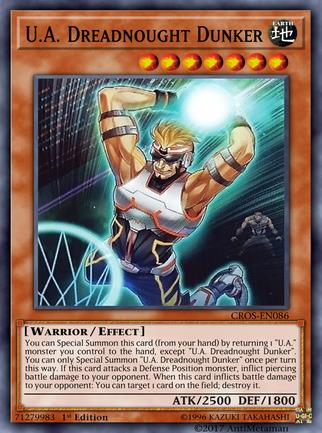 U.A. Dreadnought Dunker
EARTH
地
CROS-EN086
[Warrior / Effect]
You can Special Summon this card (from your hand) by returning 1 "U.A."
monster you control to the hand, except "U.A. Dreadnought Dunker".
You can only Special Summon "U.A. Dreadnought Dunker" once per turn
this way. If this card attacks a Defense Position monster, inflict piercing
battle damage to your opponent. When this card inflicts battle
damage to your opponent: You can target 1 card on the field; destroy it.
ATK/2500 DEF/1800
71279983 1st Edition ©1996 KAZUKI TAKAHASHI
©2017 AntiMetaman